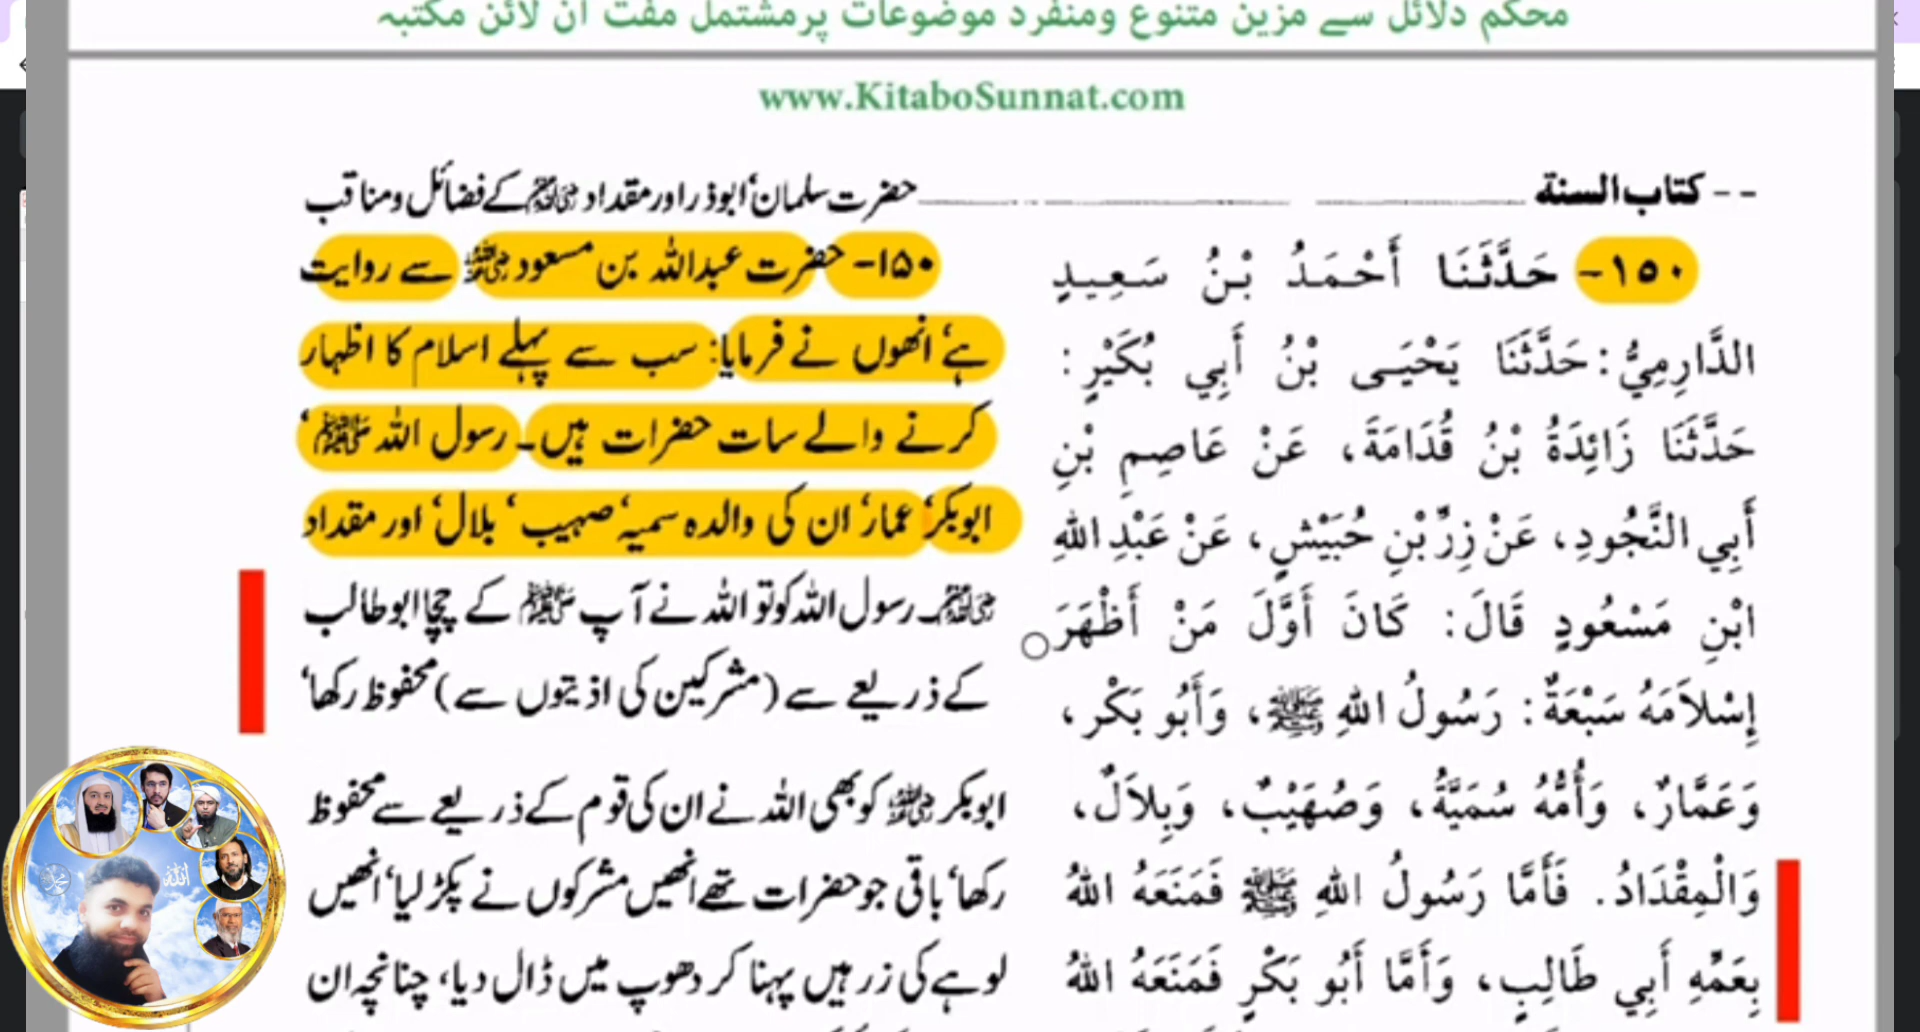 محکم دلائل سے مزین متنوع ومنفرد موضوعات پر مشتمل مفت آن لائن مکتبہ
www.KitaboSunnat.com
-- كتاب السنة
حضرت سلمان‘ ابوذر اور مقداد ﷢ کے فضائل و مناقب
١٥٠- حَدَّثَنَا أَحْمَدُ بْنُ سَعِيدٍ
الدَّارِمِيُّ: حَدَّثَنَا يَحْيَى بْنُ أَبِي بُكَيْرٍ:
حَدَّثَنَا زَائِدَةُ بْنُ قُدَامَةَ، عَنْ عَاصِمِ بْنِ
أَبِي النَّجُودِ، عَنْ زِرِّ بْنِ حُبَيْشٍ، عَنْ عَبْدِ اللهِ
ابْنِ مَسْعُودٍ قَالَ: كَانَ أَوَّلَ مَنْ أَظْهَرَ
إِسْلاَمَهُ سَبْعَةٌ: رَسُولُ اللهِ ﷺ، وَأَبُو بَكْرٍ،
وَعَمَّارٌ، وَأُمُّهُ سُمَيَّةُ، وَصُهَيْبٌ، وَبِلاَلٌ،
وَالْمِقْدَادُ. فَأَمَّا رَسُولُ اللهِ ﷺ فَمَنَعَهُ اللهُ
بِعَمِّهِ أَبِي طَالِبٍ، وَأَمَّا أَبُو بَكْرٍ فَمَنَعَهُ اللهُ
۱۵۰- حضرت عبداللہ بن مسعود ﷜ سے روایت
ہے‘ انھوں نے فرمایا: سب سے پہلے اسلام کا اظہار
کرنے والے سات حضرات ہیں۔ رسول اللہ ﷺ‘
ابوبکر‘ عمار‘ ان کی والدہ سمیہ‘ صہیب‘ بلال‘ اور مقداد
﷢۔ رسول اللہ کو تو اللہ نے آپ ﷺ کے چچا ابوطالب
کے ذریعے سے (مشرکین کی اذیتوں سے) محفوظ رکھا‘
ابوبکر ﷜ کو بھی اللہ نے ان کی قوم کے ذریعے سے محفوظ
رکھا‘ باقی جو حضرات تھے انھیں مشرکوں نے پکڑ لیا‘ انھیں
لوہے کی زرہیں پہنا کر دھوپ میں ڈال دیا، چنانچہ ان
الله
محمد